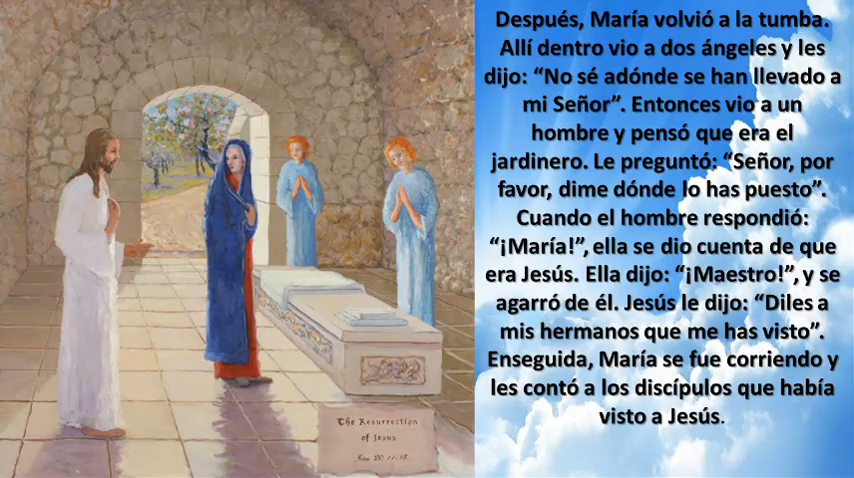 Después, María volvió a la tumba.
Allí dentro vio a dos ángeles y les
dijo: “No sé adónde se han llevado a
mi Señor”. Entonces vio a un
hombre y pensó que era el
jardinero. Le preguntó: “Señor, por
favor, dime dónde lo has puesto”.
Cuando el hombre respondió:
“¡María!”, ella se dio cuenta de que
era Jesús. Ella dijo: “¡Maestro!”, y se
agarró de él. Jesús le dijo: “Diles a
mis hermanos que me has visto”.
Enseguida, María se fue corriendo y
les contó a los discípulos que había
visto a Jesús.
The Resurrection
of Jesus